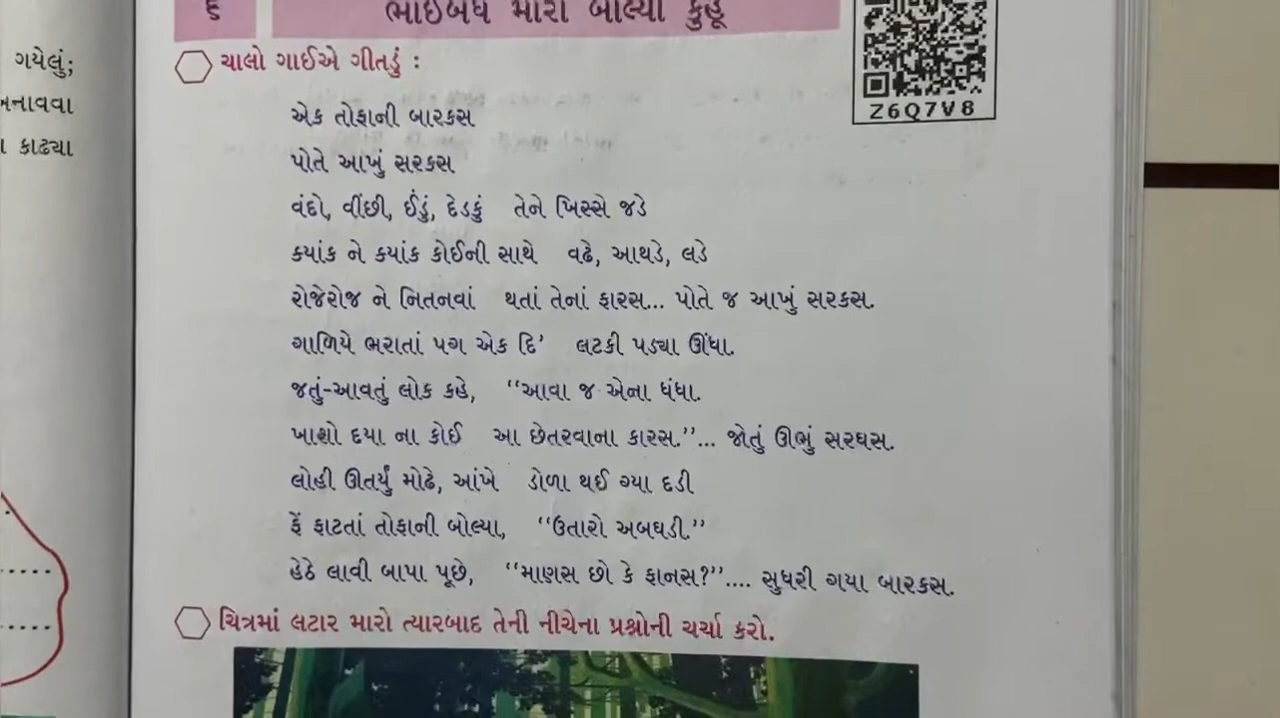 ૬
ભાઈબંધ મારો બોલ્યો કુહૂ
Z6Q7V8
ગયેલું;
બનાવવા
કાઢ્યા
ચાલો ગાઈએ ગીતડું :
એક તોફાની બારકસ
પોતે આખું સરકસ
વંદો, વીંછી, ઈંડું, દેડકું તેને ખિસ્સે જડે
ક્યાંક ને ક્યાંક કોઈની સાથે વઢે, આથડે, લડે
રોજેરોજ ને નિતનવાં થતાં તેનાં ફારસ... પોતે જ આખું સરકસ.
ગાળિયે ભરાતાં પગ એક દિ' લટકી પડ્યા ઊંધા.
જતું-આવતું લોક કહે, “આવા જ એના ધંધા.
ખાશો દયા ના કોઈ આ છેતરવાના કારસ.”... જોતું ઊભું સરઘસ.
લોહી ઊતર્યું મોઢે, આંખે ડોળા થઈ ગ્યા દડી
ફેં ફાટતાં તોફાની બોલ્યા, “ઉતારો અબઘડી.”
હેઠે લાવી બાપા પૂછે, “માણસ છો કે ફાનસ?”.... સુધરી ગયા બારકસ.
ચિત્રમાં લટાર મારો ત્યારબાદ તેની નીચેના પ્રશ્નોની ચર્ચા કરો.